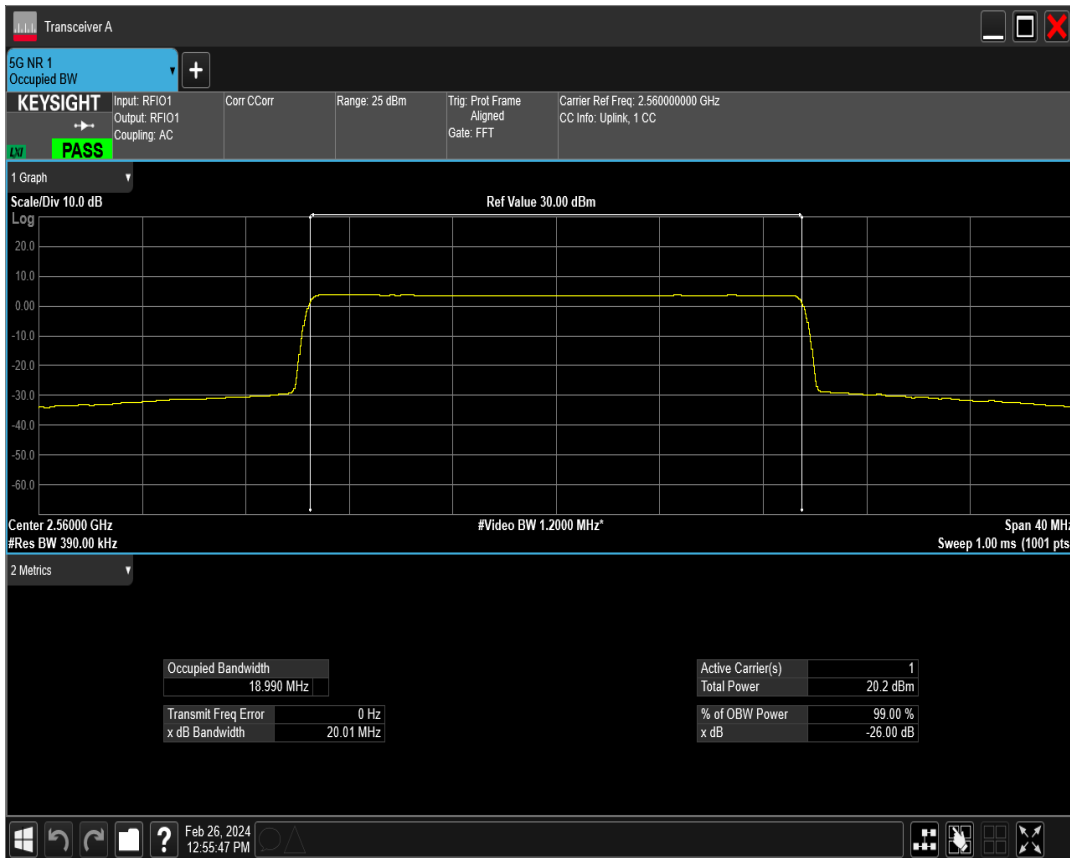 Transceiver A
5G NR 1
Occupied BW
KEYSIGHT
LXI
PASS
Input: RFIO1
Output: RFIO1
Coupling: AC
Corr CCorr
Range: 25 dBm
Trig: Prot Frame
Aligned
Gate: FFT
Carrier Ref Freq: 2.560000000 GHz
CC Info: Uplink, 1 CC
1 Graph
Scale/Div 10.0 dB
Ref Value 30.00 dBm
Log
20.0
10.0
0.00
-10.0
-20.0
-30.0
-40.0
-50.0
-60.0
Center 2.56000 GHz
#Video BW 1.2000 MHz*
Span 40 MHz
#Res BW 390.00 kHz
Sweep 1.00 ms (1001 pts
2 Metrics
Occupied Bandwidth
18.990 MHz
Transmit Freq Error 0 Hz
x dB Bandwidth 20.01 MHz
Active Carrier(s) 1
Total Power 20.2 dBm
% of OBW Power 99.00 %
x dB -26.00 dB
?
Feb 26, 2024
12:55:47 PM